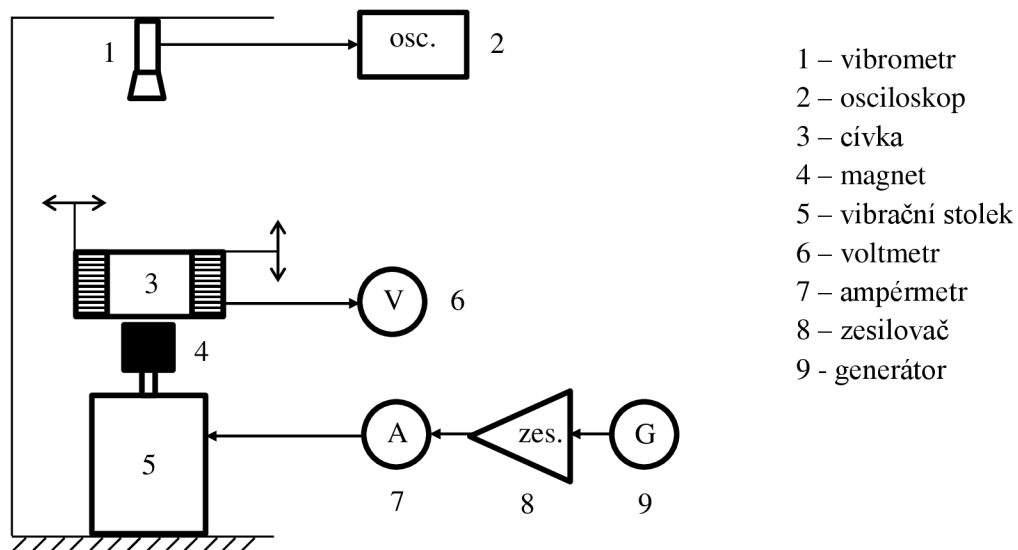 1
osc.
2
3
V
6
4
5
A
zes.
G
7
8
9
1 – vibrometr
2 – osciloskop
3 – cívka
4 – magnet
5 – vibrační stolek
6 – voltmetr
7 – ampérmetr
8 – zesilovač
9 - generátor